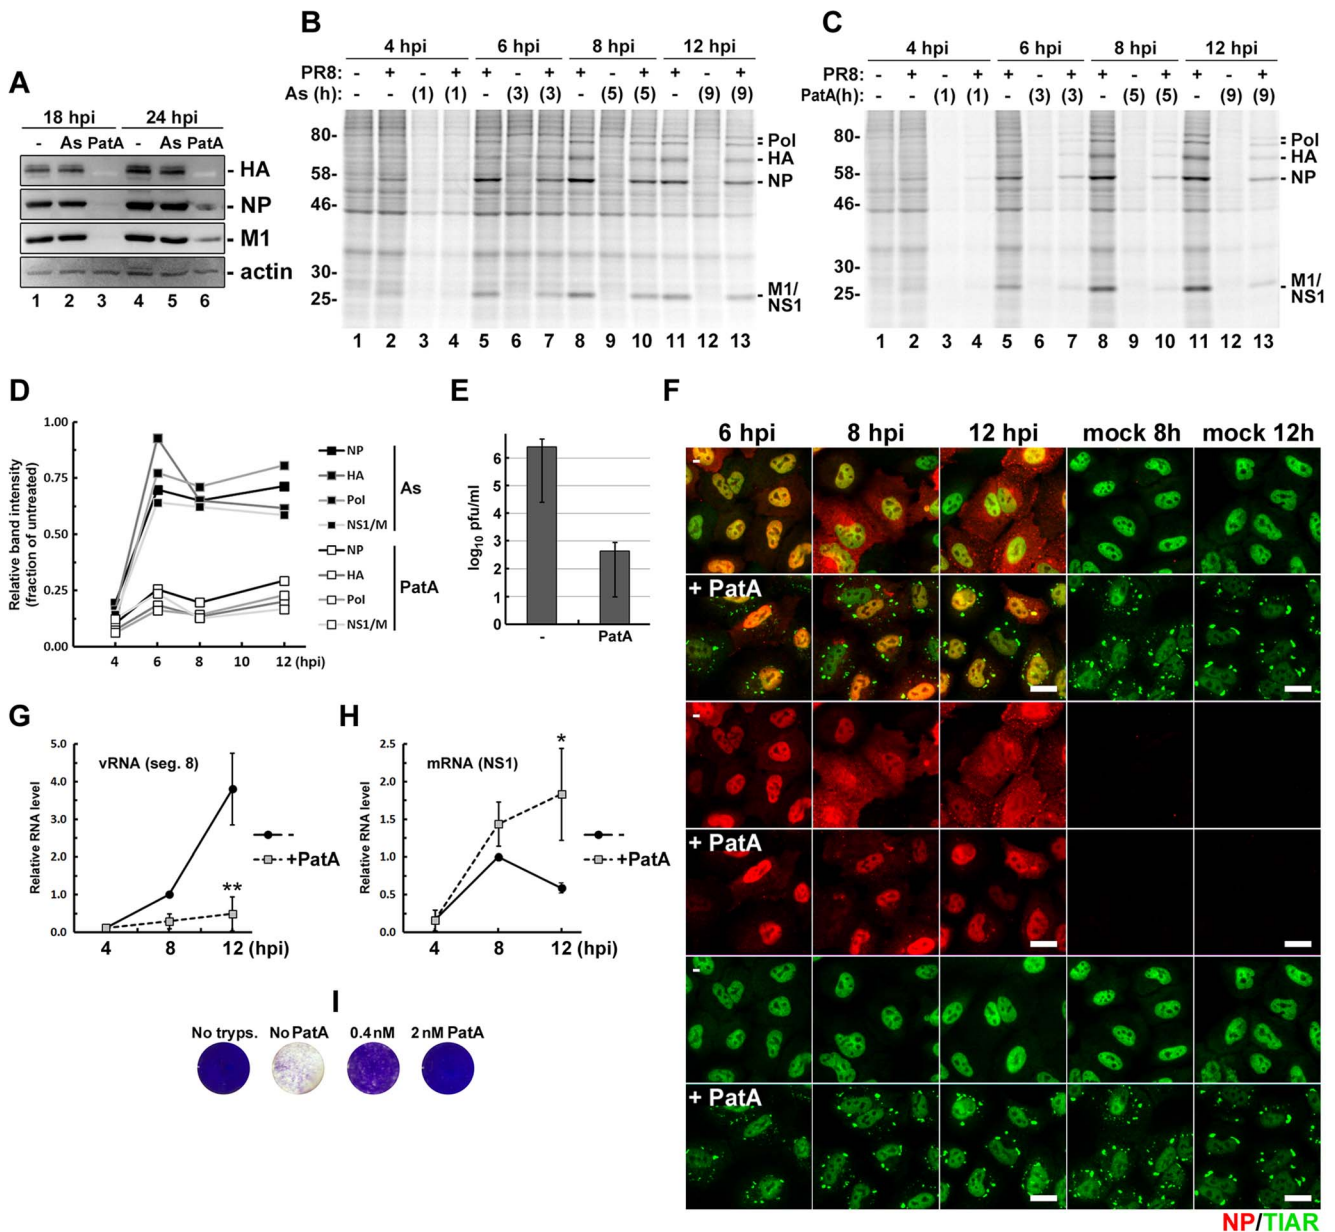 A
18 hpi 24 hpi
- As PatA - As PatA
- HA
- NP
- M1
- actin
1 2 3 4 5 6
B
4 hpi 6 hpi 8 hpi 12 hpi
PR8: - + - + + - + + - + + - +
As (h): - - (1) (1) - (3) (3) - (5) (5) - (9) (9)
80-
58-
46-
30-
25-
Pol
HA
NP
M1/
NS1
1 2 3 4 5 6 7 8 9 10 11 12 13
C
4 hpi 6 hpi 8 hpi 12 hpi
PR8: - + - + + - + + - + + - +
PatA(h): - - (1) (1) - (3) (3) - (5) (5) - (9) (9)
80-
58-
46-
30-
25-
Pol
HA
NP
M1/
NS1
1 2 3 4 5 6 7 8 9 10 11 12 13
D
Relative band intensity
(fraction of untreated)
1.00
0.75
0.50
0.25
0.00
4 6 8 10 12 (hpi)
NP
HA
Pol
NS1/M
As
NP
HA
Pol
NS1/M
PatA
E
log10 pfu/ml
6
5
4
3
2
1
0
- PatA
F
6 hpi 8 hpi 12 hpi mock 8h mock 12h
-
+ PatA
-
+ PatA
-
+ PatA
NP/TIAR
G
vRNA (seg. 8)
Relative RNA level
5.0
4.0
3.0
2.0
1.0
0.0
**
4 8 12 (hpi)
-
+PatA
H
mRNA (NS1)
Relative RNA level
2.5
2.0
1.5
1.0
0.5
0.0
*
4 8 12 (hpi)
-
+PatA
I
No tryps. No PatA 0.4 nM 2 nM PatA